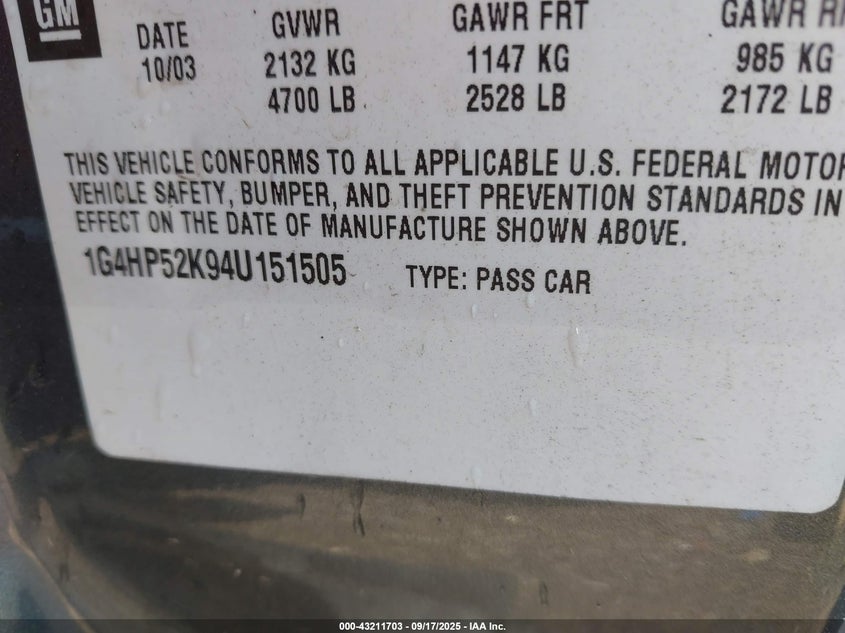 GM
DATE GVWR GAWR FRT GAWR R
10/03 2132 KG 1147 KG 985 KG
4700 LB 2528 LB 2172 LB
THIS VEHICLE CONFORMS TO ALL APPLICABLE U.S. FEDERAL MOTOR
VEHICLE SAFETY, BUMPER, AND THEFT PREVENTION STANDARDS IN
EFFECT ON THE DATE OF MANUFACTURE SHOWN ABOVE.
1G4HP52K94U151505 TYPE: PASS CAR
000-43211703 - 09/17/2025 - IAA Inc.